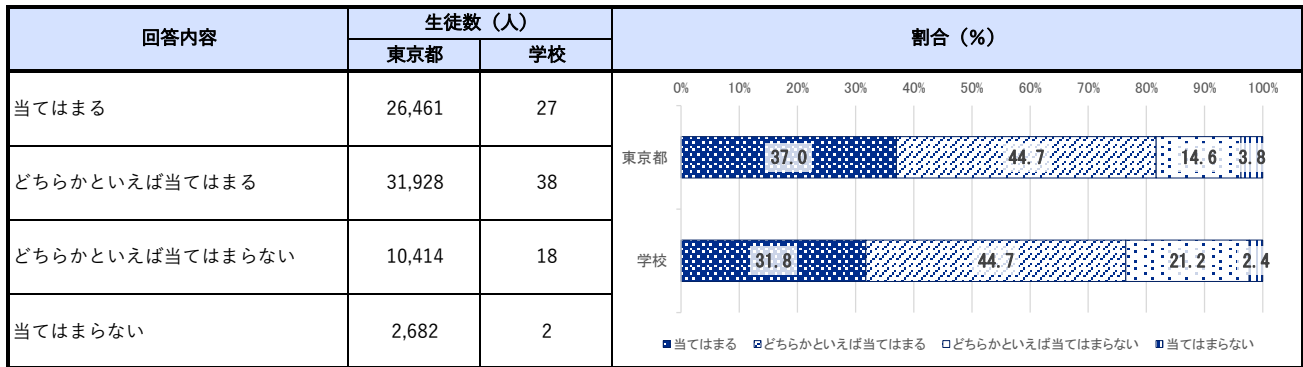 回答内容 生徒数（人） 割合（%）
東京都 学校
当てはまる 26,461 27
どちらかといえば当てはまる 31,928 38
どちらかといえば当てはまらない 10,414 18
当てはまらない 2,682 2
0% 10% 20% 30% 40% 50% 60% 70% 80% 90% 100%
東京都 37.0 44.7 14.6 3.8
学校 31.8 44.7 21.2 2.4
当てはまる どちらかといえば当てはまる どちらかといえば当てはまらない 当てはまらない